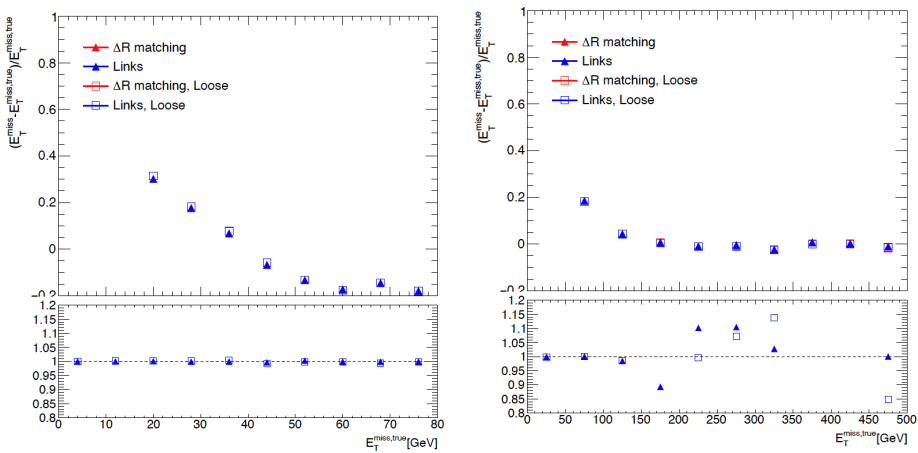 (E_T^miss-E_T^miss,true)/E_T^miss,true
1
0.8
0.6
0.4
0.2
0
−0.2
ΔR matching
Links
ΔR matching, Loose
Links, Loose
1.2
1.15
1.1
1.05
1
0.95
0.9
0.85
0.8
0 10 20 30 40 50 60 70 80
E_T^miss,true[GeV]
(E_T^miss-E_T^miss,true)/E_T^miss,true
1
0.8
0.6
0.4
0.2
0
−0.2
ΔR matching
Links
ΔR matching, Loose
Links, Loose
1.2
1.15
1.1
1.05
1
0.95
0.9
0.85
0.8
0 50 100 150 200 250 300 350 400 450 500
E_T^miss,true[GeV]